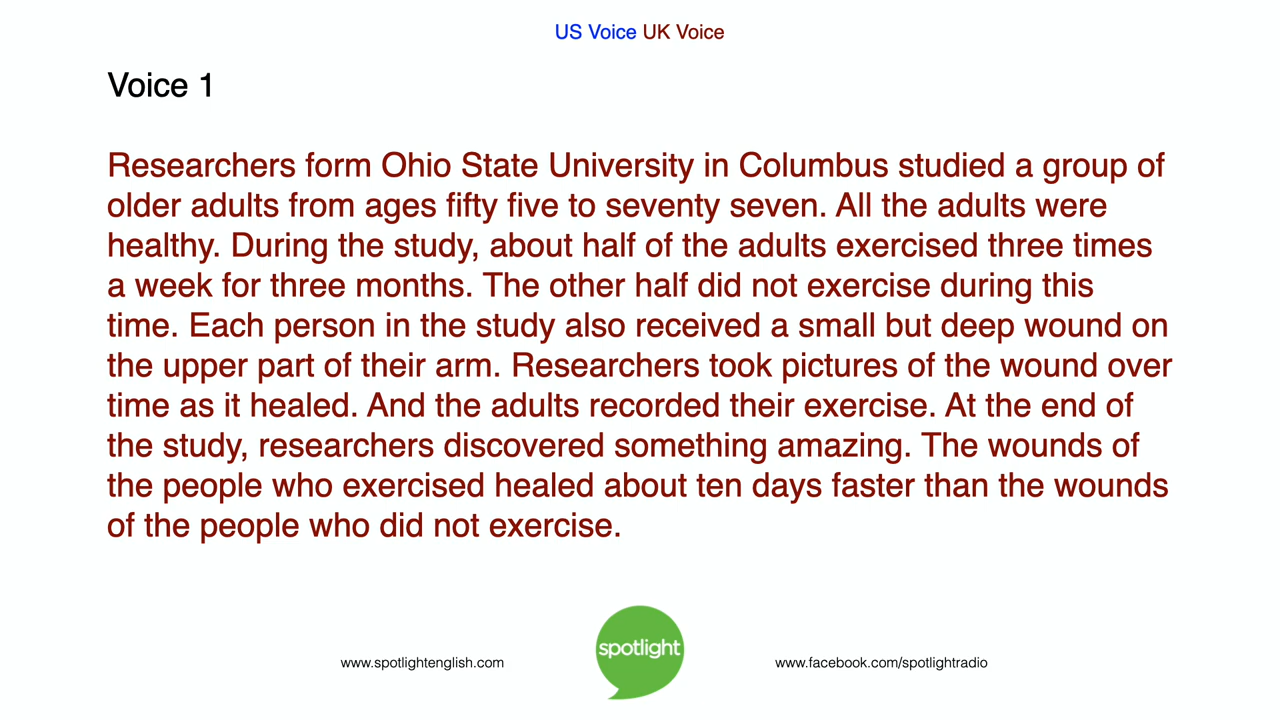 US Voice UK Voice
Voice 1
Researchers form Ohio State University in Columbus studied a group of
older adults from ages fifty five to seventy seven. All the adults were
healthy. During the study, about half of the adults exercised three times
a week for three months. The other half did not exercise during this
time. Each person in the study also received a small but deep wound on
the upper part of their arm. Researchers took pictures of the wound over
time as it healed. And the adults recorded their exercise. At the end of
the study, researchers discovered something amazing. The wounds of
the people who exercised healed about ten days faster than the wounds
of the people who did not exercise.
www.spotlightenglish.com
spotlight
www.facebook.com/spotlightradio